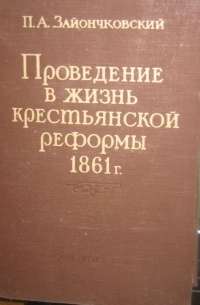 П. А. Зайончковский
Проведение
в жизнь
крестьянской
реформы
1861 г.